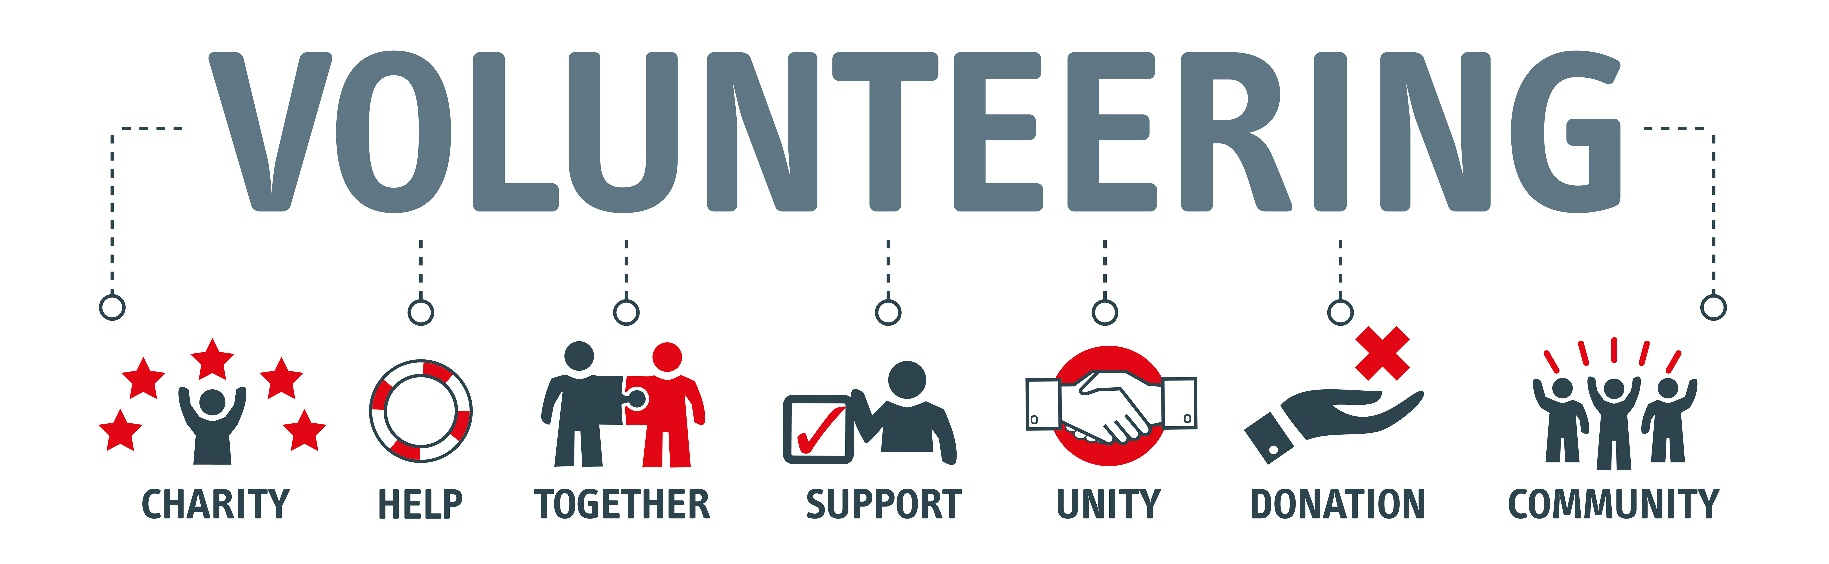 VOLUNTEERING
CHARITY HELP TOGETHER SUPPORT UNITY DONATION COMMUNITY